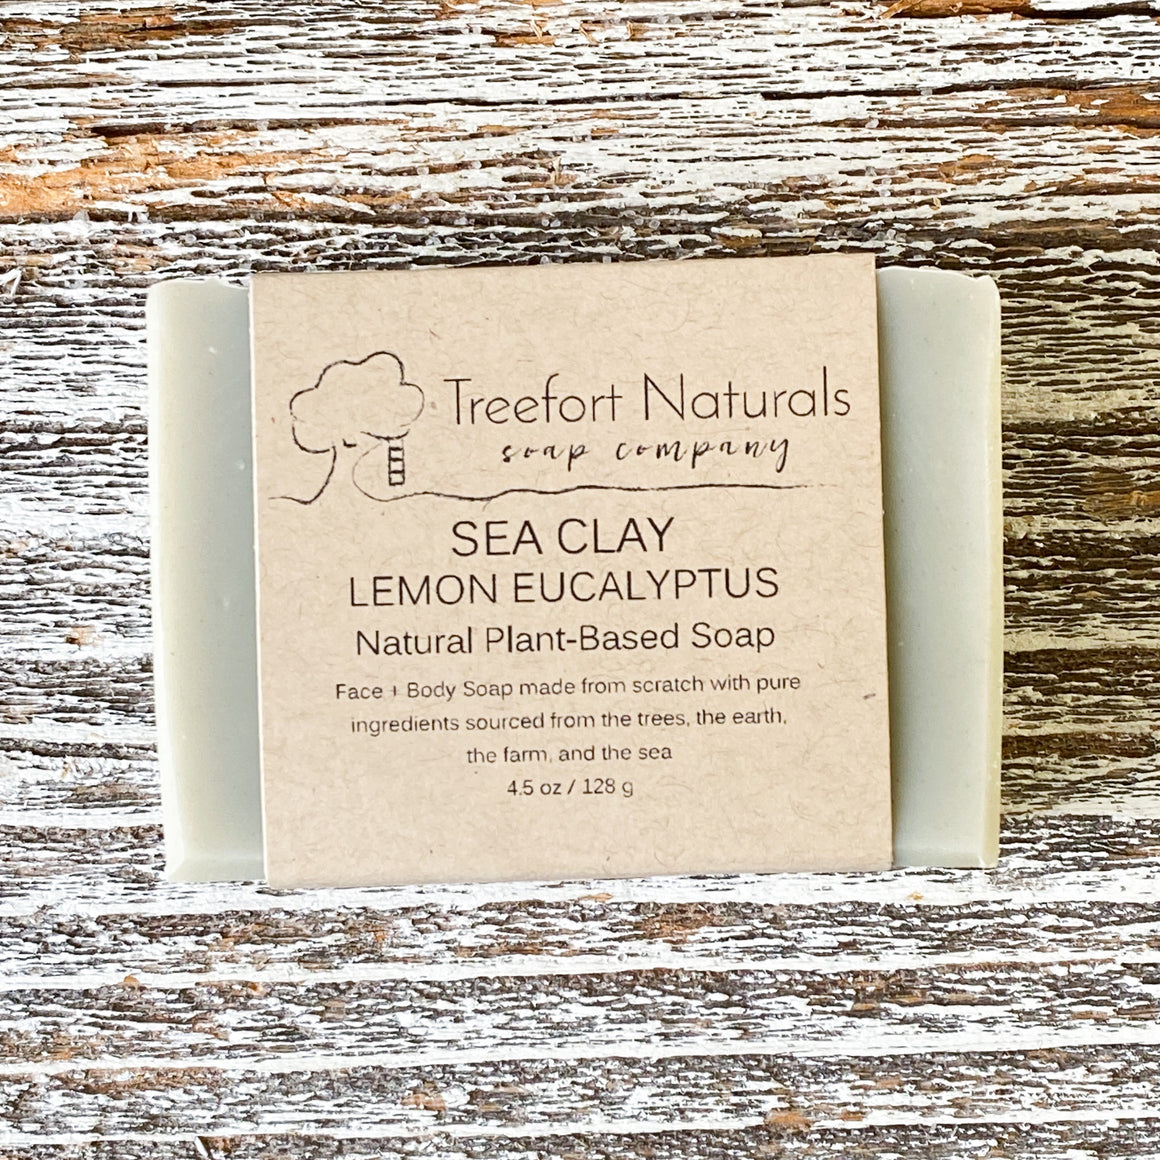 Treefort Naturals
soap company
SEA CLAY
LEMON EUCALYPTUS
Natural Plant-Based Soap
Face + Body Soap made from scratch with pure
ingredients sourced from the trees, the earth,
the farm, and the sea
4.5 oz / 128 g